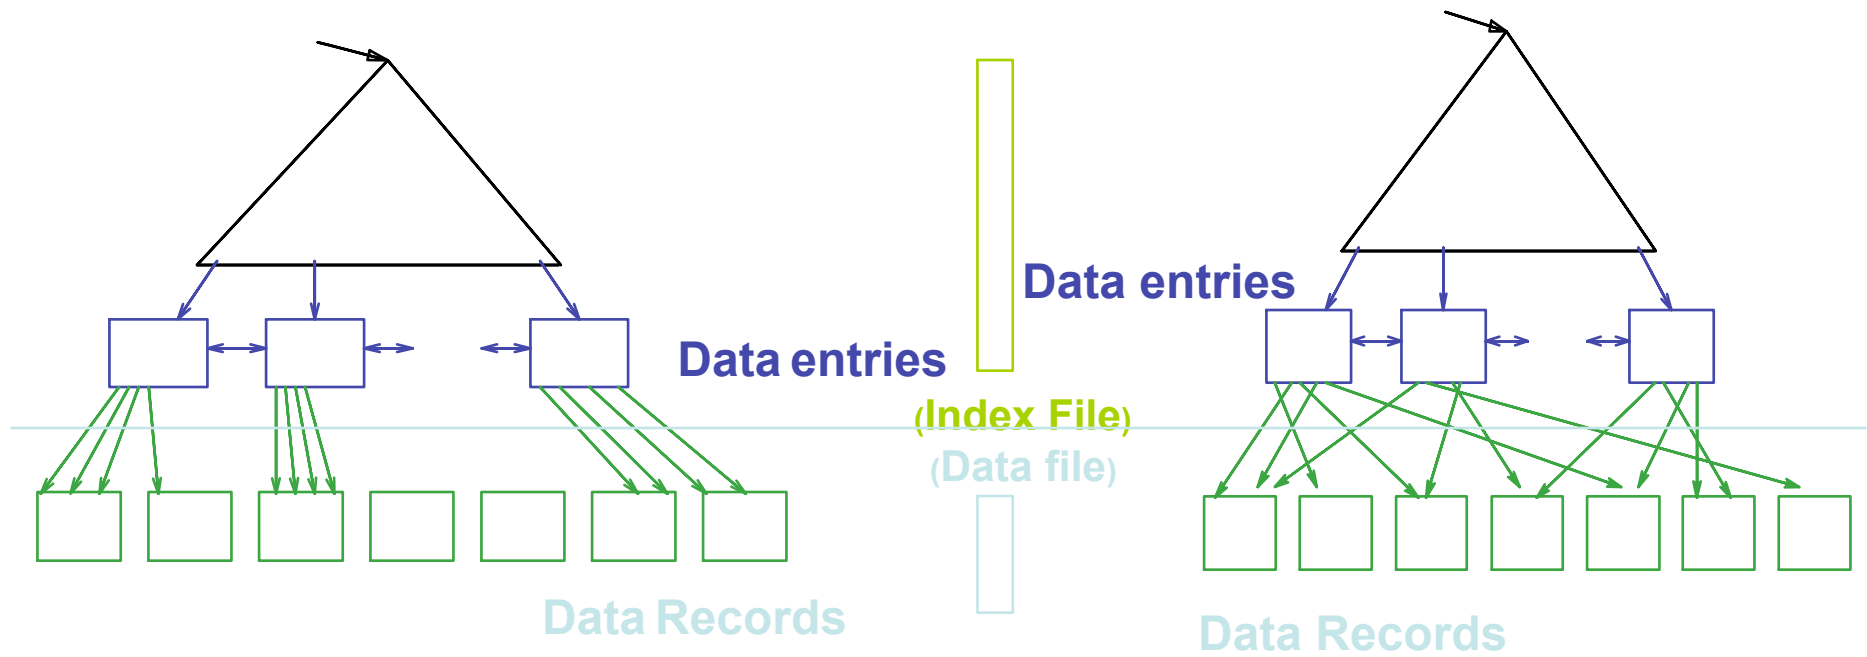 Data entries
Data entries
(Index File)
(Data file)
Data Records
Data Records